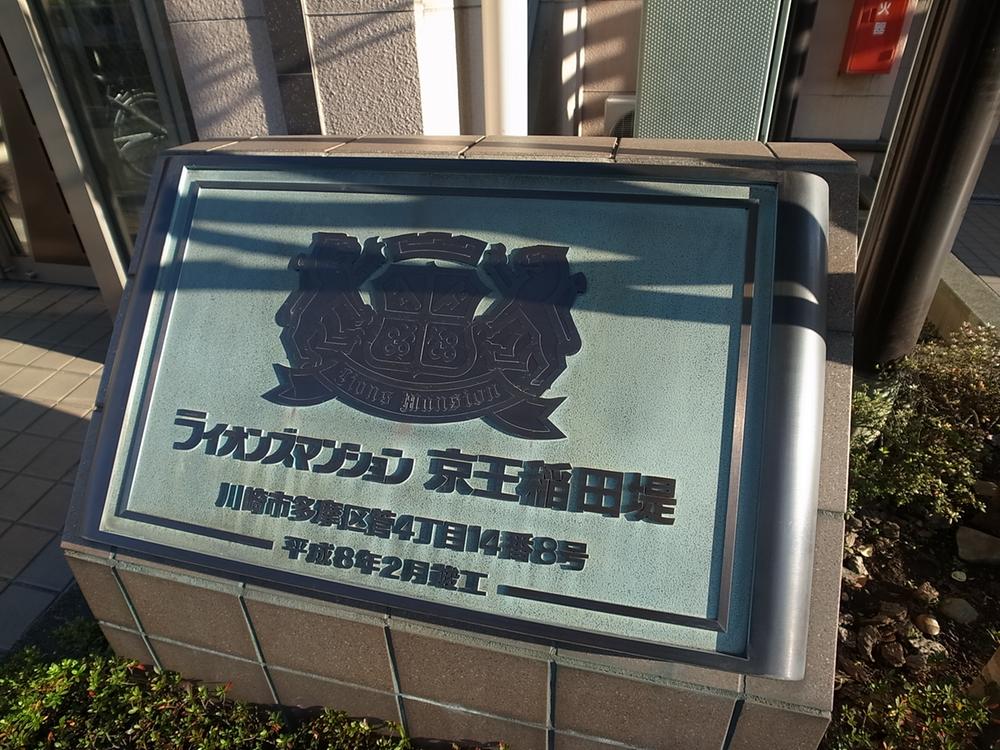 火器
Lions Mansion
ライオンズマンション 京王稲田堤
川崎市多摩区菅4丁目14番8号
平成8年2月竣工